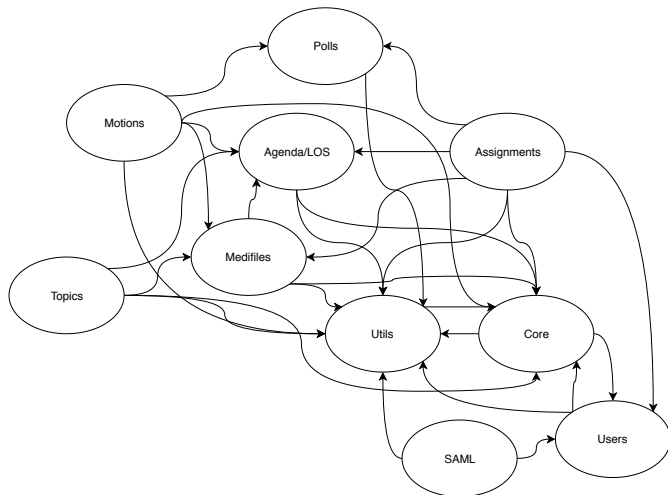 Polls
Motions
Agenda/LOS
Assignments
Medifiles
Topics
Utils
Core
Users
SAML